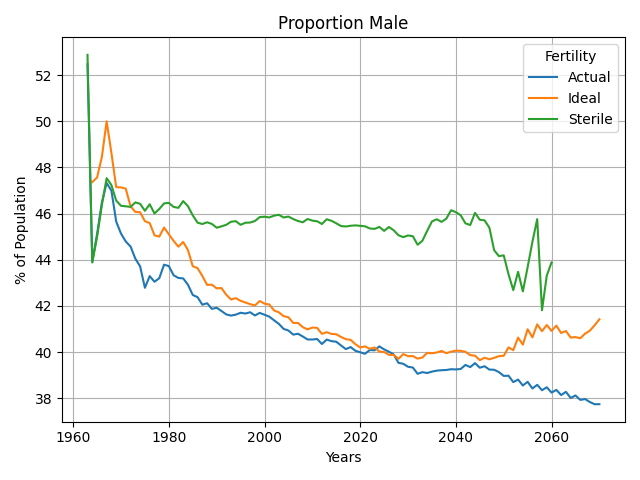 Proportion Male
% of Population
52
50
48
46
44
42
40
38
Fertility
Actual
Ideal
Sterile
1960
1980
2000
2020
2040
2060
Years